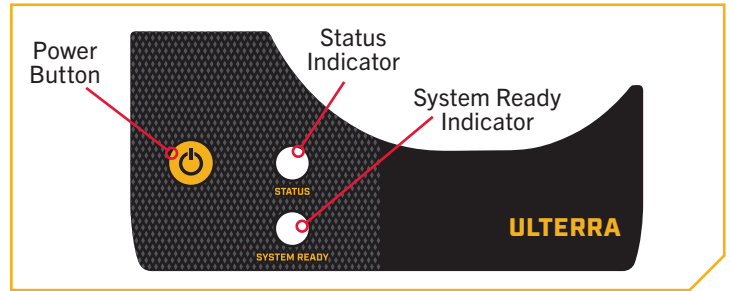 Power
Button
Status
Indicator
System Ready
Indicator
STATUS
SYSTEM READY
ULTERRA